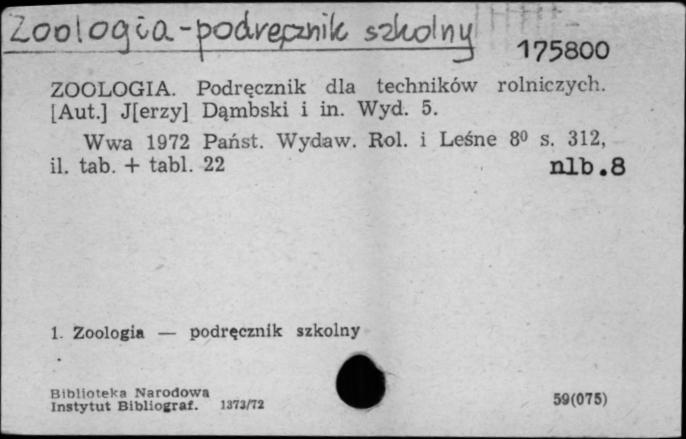 Zoologia - podręcznik szkolny
175800
ZOOLOGIA. Podręcznik dla techników rolniczych.
[Aut.] J[erzy] Dąmbski i in. Wyd. 5.
Wwa 1972 Państ. Wydaw. Rol. i Leśne 8⁰ s. 312,
il. tab. + tabl. 22
nlb.8
1. Zoologia — podręcznik szkolny
Biblioteka Narodowa
Instytut Bibliograf. 1373/72
59(075)